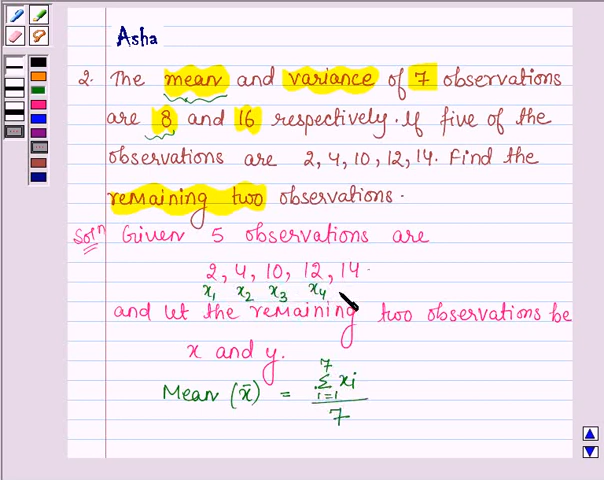 Asha
2. The mean and variance of 7 observations
are 8 and 16 respectively. If five of the
observations are 2, 4, 10, 12, 14. Find the
remaining two observations.
Soln Given 5 observations are
2, 4, 10, 12, 14.
x₁ x₂ x₃ x₄
and let the remaining two observations be
x and y.
Mean (x̄) = 7 Σ i=1 xi / 7